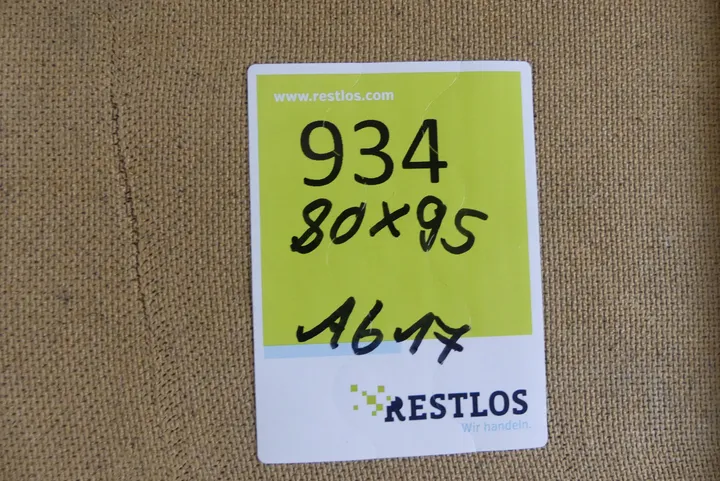 www.restlos.com
934
80x95
A617
RESTLOS
Wir handeln.